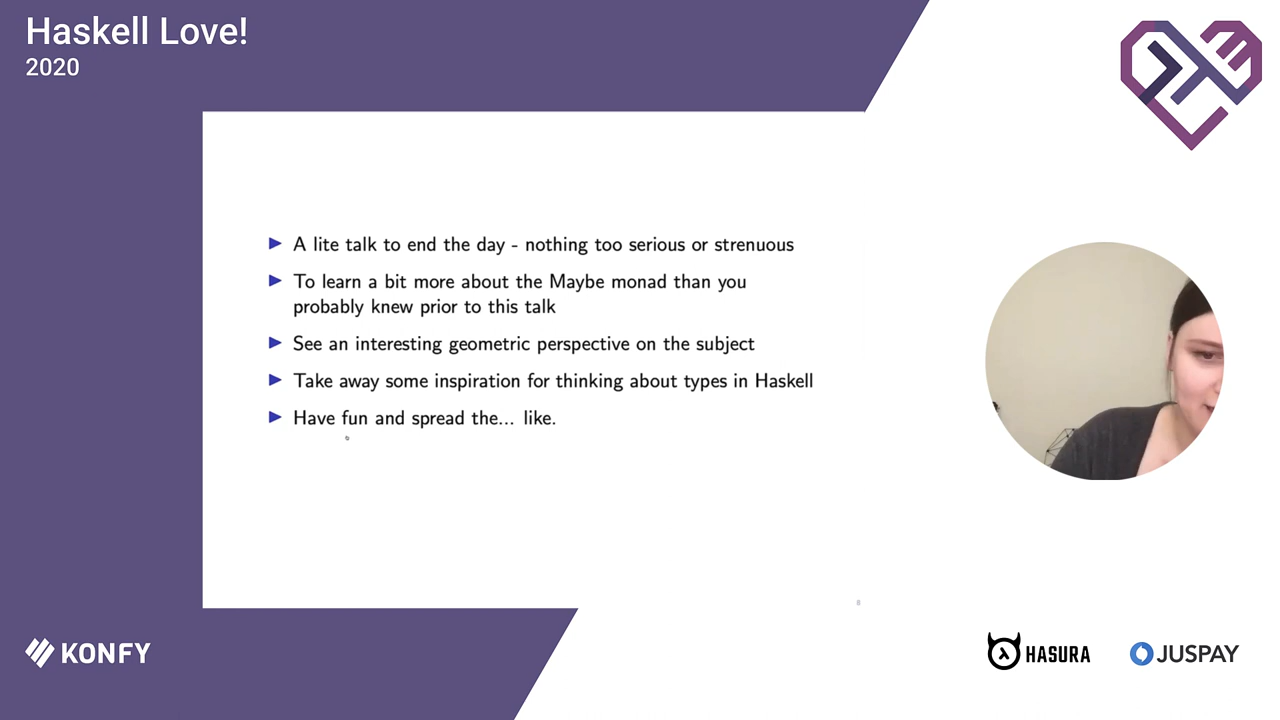 Haskell Love!
2020
A lite talk to end the day - nothing too serious or strenuous
To learn a bit more about the Maybe monad than you
probably knew prior to this talk
See an interesting geometric perspective on the subject
Take away some inspiration for thinking about types in Haskell
Have fun and spread the... like.
KONFY
HASURA
JUSPAY